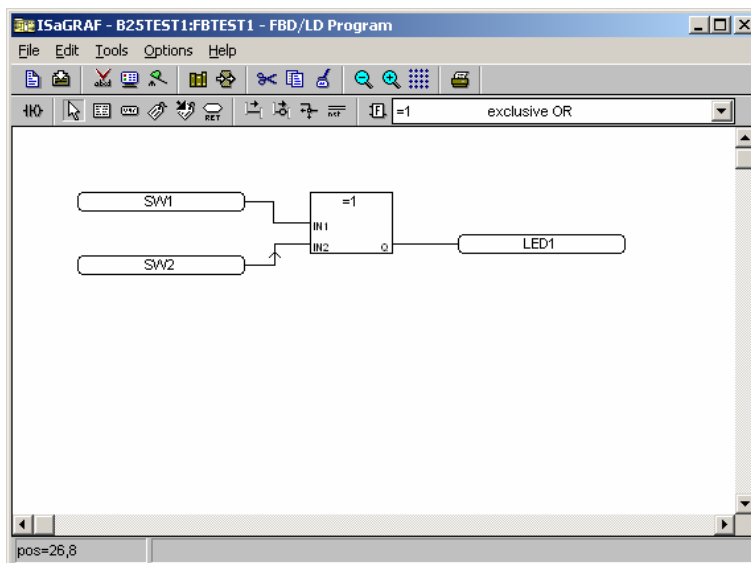 ISaGRAF - B25TEST1:FBTEST1 - FBD/LD Program
File Edit Tools Options Help
RET
=1 exclusive OR
SW1
=1
IN1
IN2 Q
LED1
SW2
pos=26,8